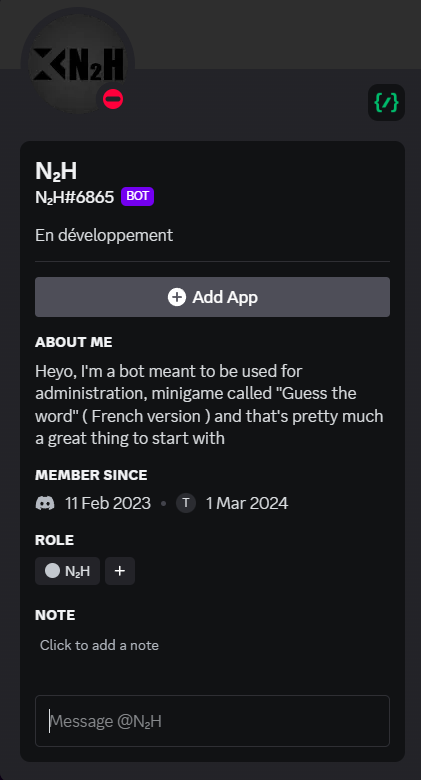 N₂H
N₂H
N₂H#6865 BOT
En développement
Add App
ABOUT ME
Heyo, I'm a bot meant to be used for
administration, minigame called "Guess the
word" ( French version ) and that's pretty much
a great thing to start with
MEMBER SINCE
11 Feb 2023 • T 1 Mar 2024
ROLE
N₂H +
NOTE
Click to add a note
Message @N₂H